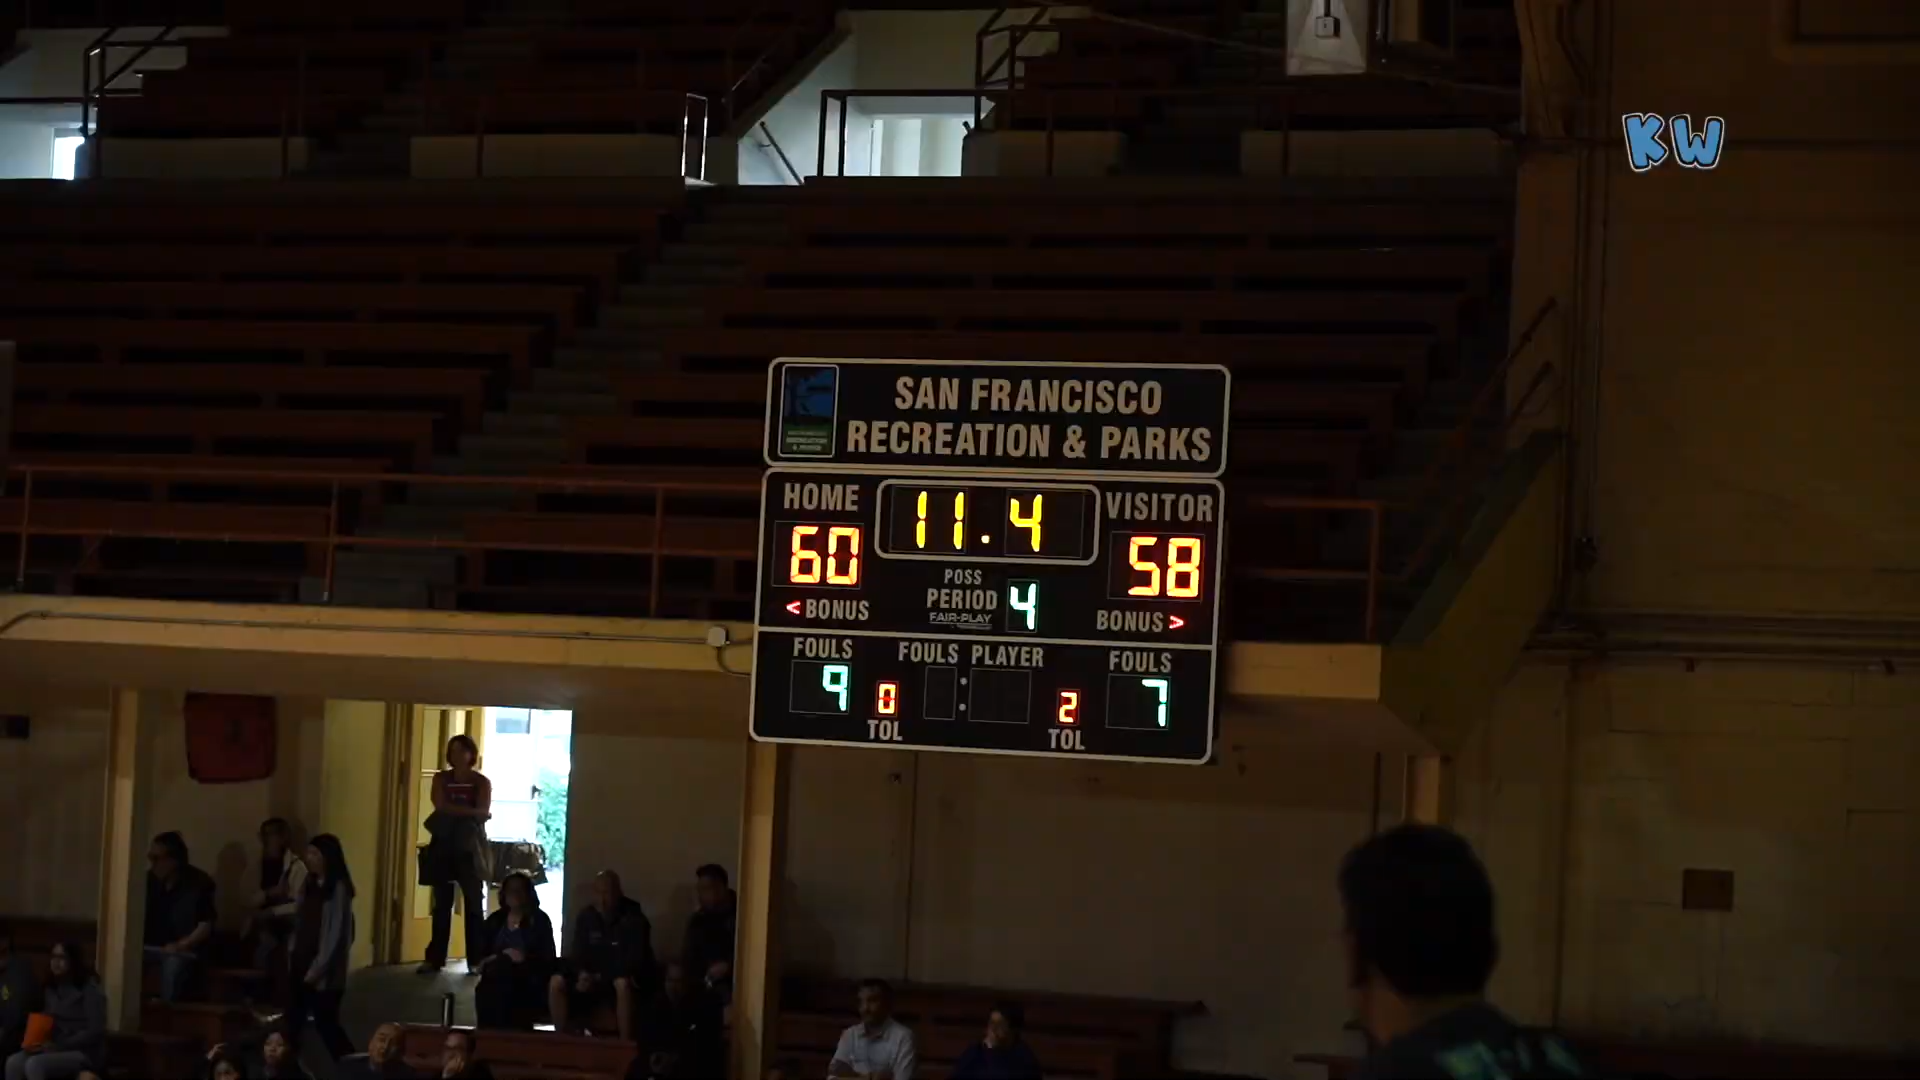 KW
SAN FRANCISCO
RECREATION & PARKS
HOME 11.4 VISITOR
60 58
POSS
PERIOD 4
FAIR-PLAY
< BONUS BONUS >
FOULS FOULS PLAYER FOULS
9 0 : 2 7
TOL TOL